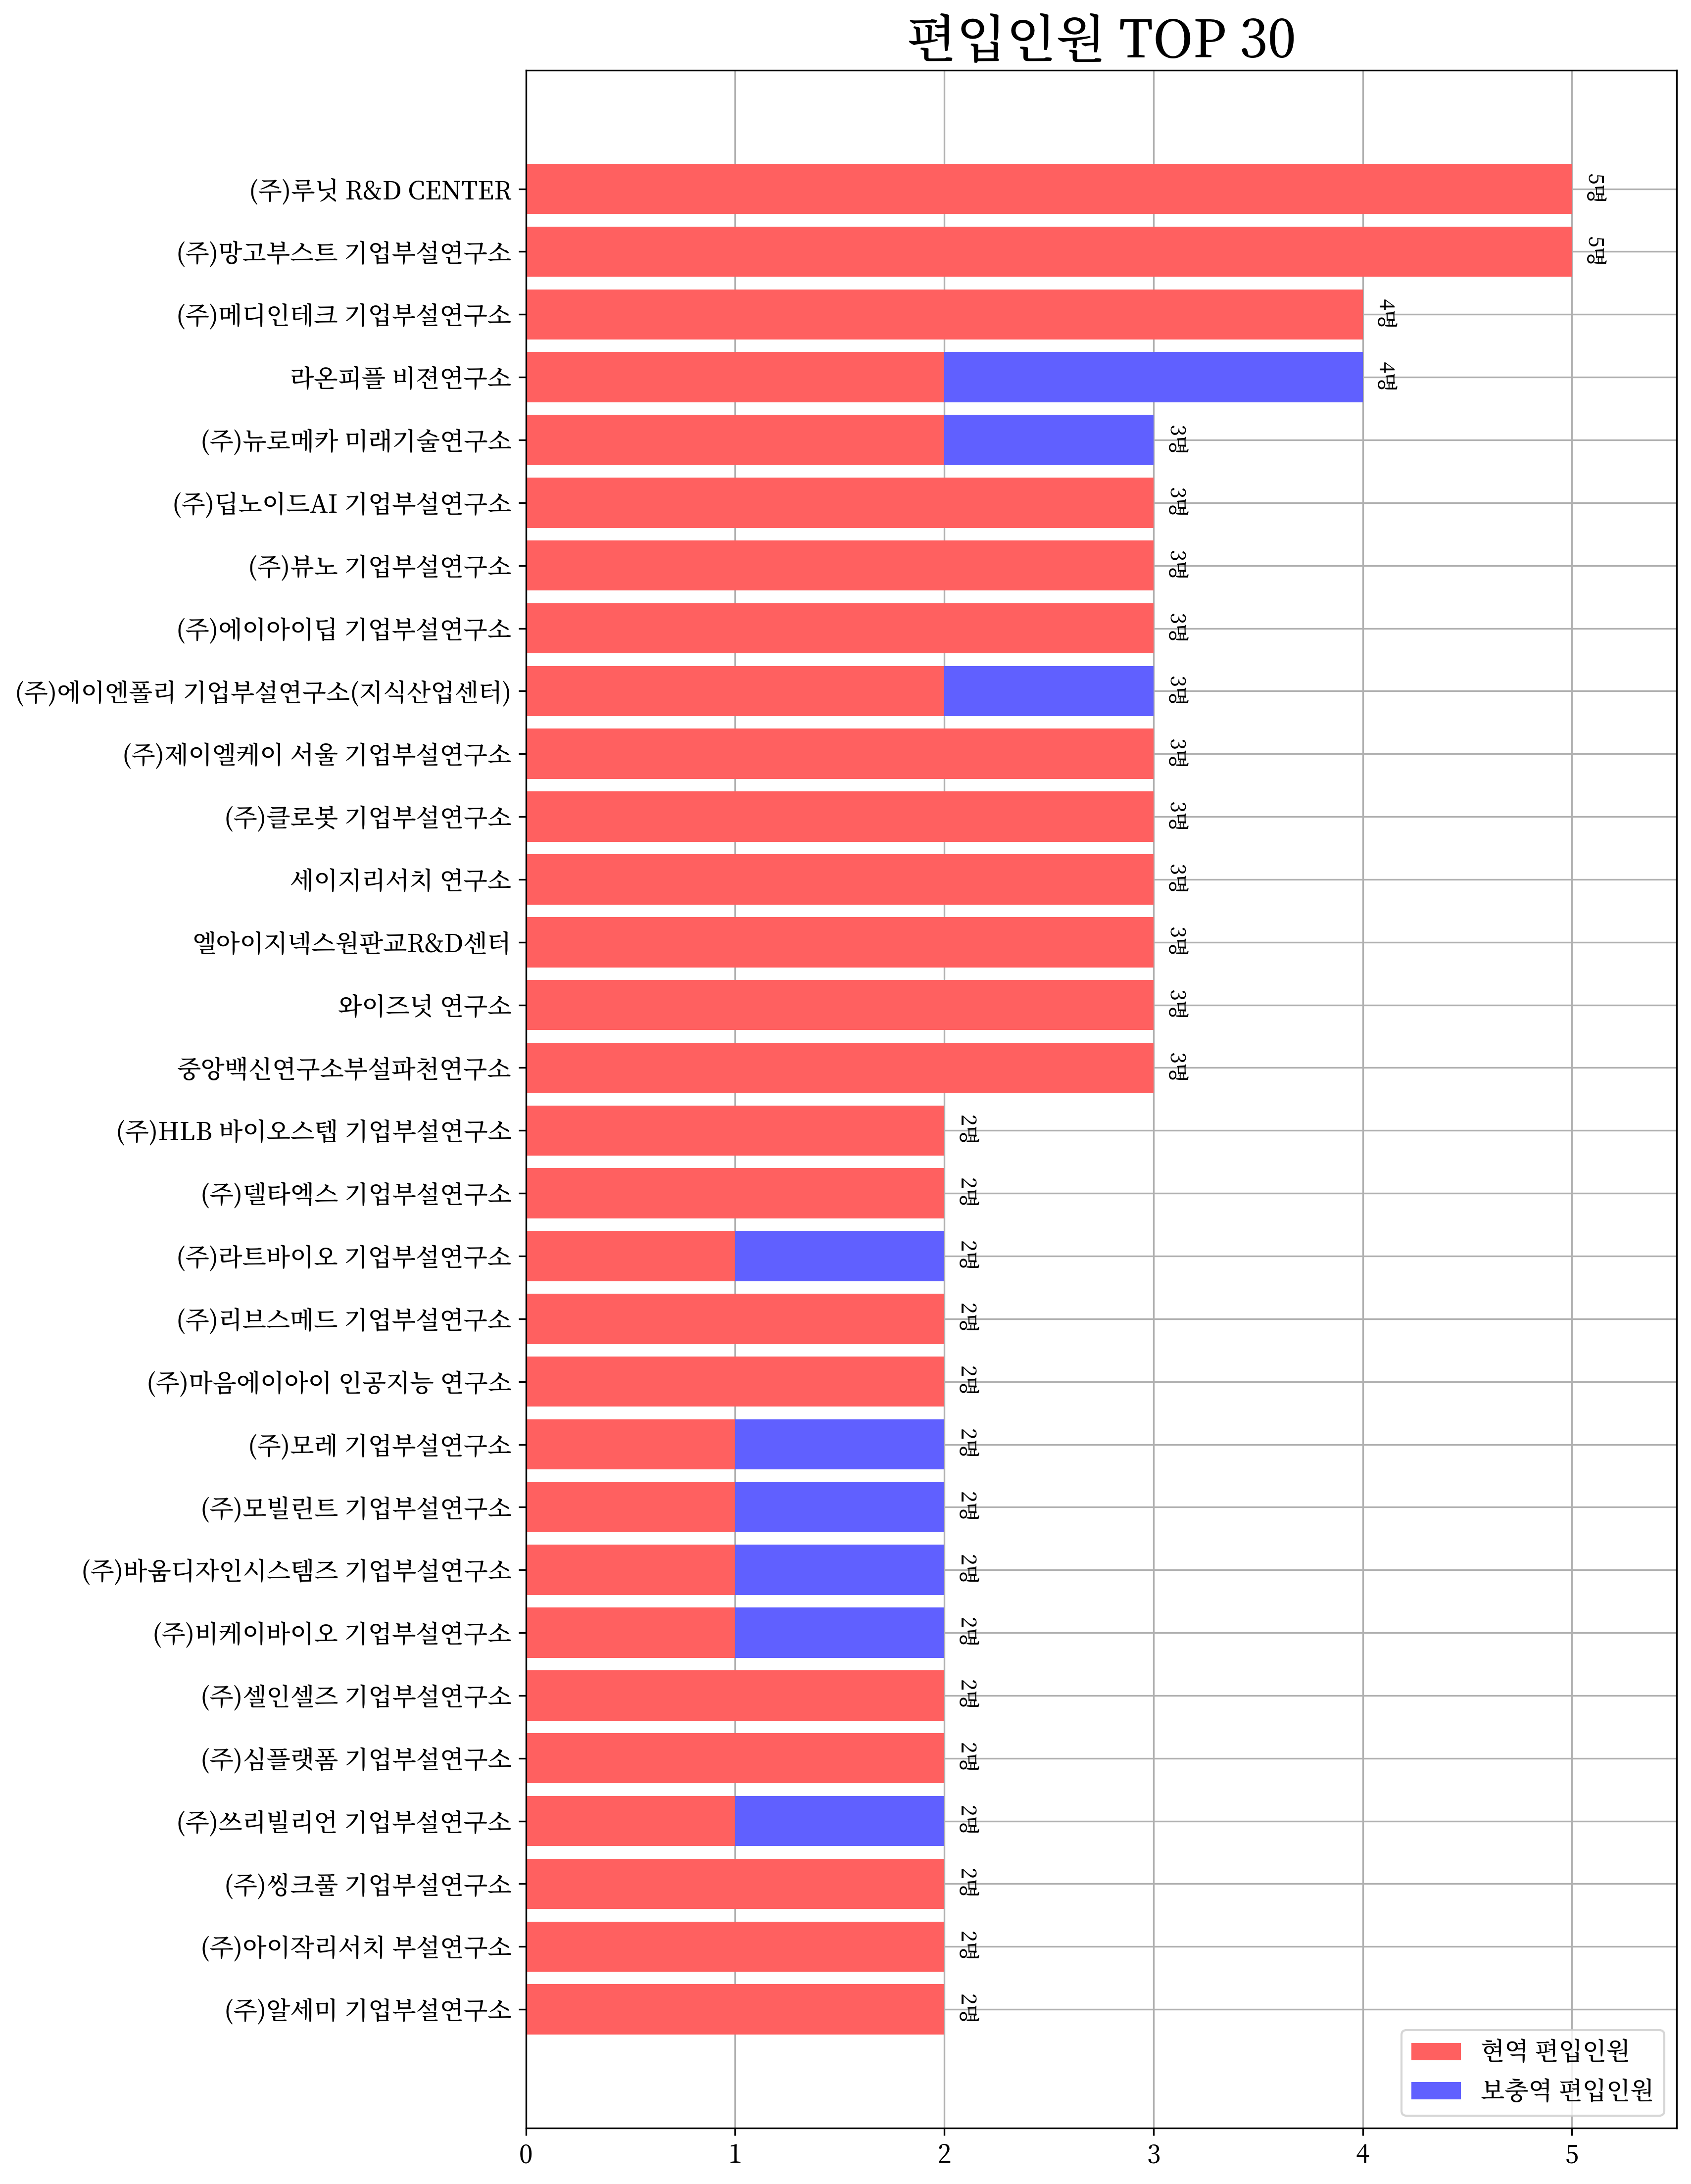 편입인원 TOP 30
(주)루닛 R&D CENTER 5명
(주)망고부스트 기업부설연구소 5명
(주)메디인테크 기업부설연구소 4명
라온피플 비젼연구소 4명
(주)뉴로메카 미래기술연구소 3명
(주)딥노이드AI 기업부설연구소 3명
(주)뷰노 기업부설연구소 3명
(주)에이아이딥 기업부설연구소 3명
(주)에이엔폴리 기업부설연구소(지식산업센터) 3명
(주)제이엘케이 서울 기업부설연구소 3명
(주)클로봇 기업부설연구소 3명
세이지리서치 연구소 3명
엘아이지넥스원판교R&D센터 3명
와이즈넛 연구소 3명
중앙백신연구소부설파천연구소 3명
(주)HLB 바이오스텝 기업부설연구소 2명
(주)델타엑스 기업부설연구소 2명
(주)라트바이오 기업부설연구소 2명
(주)리브스메드 기업부설연구소 2명
(주)마음에이아이 인공지능 연구소 2명
(주)모레 기업부설연구소 2명
(주)모빌린트 기업부설연구소 2명
(주)바움디자인시스템즈 기업부설연구소 2명
(주)비케이바이오 기업부설연구소 2명
(주)셀인셀즈 기업부설연구소 2명
(주)심플랫폼 기업부설연구소 2명
(주)쓰리빌리언 기업부설연구소 2명
(주)씽크풀 기업부설연구소 2명
(주)아이작리서치 부설연구소 2명
(주)알세미 기업부설연구소 2명
현역 편입인원
보충역 편입인원
0 1 2 3 4 5